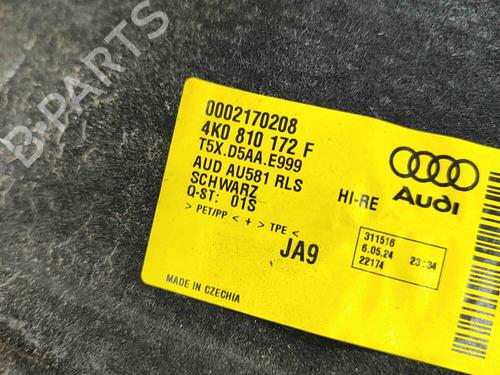 B-PARTS
0002170208
4K0 810 172 F
T5X.D5AA.E999
AUD AU581 RLS
SCHWARZ
Q-ST: 01S
> PET/PP < + > TPE <
HI-RE
Audi
JA9
311516
6.05.24 23:34
22174
MADE IN CZECHIA